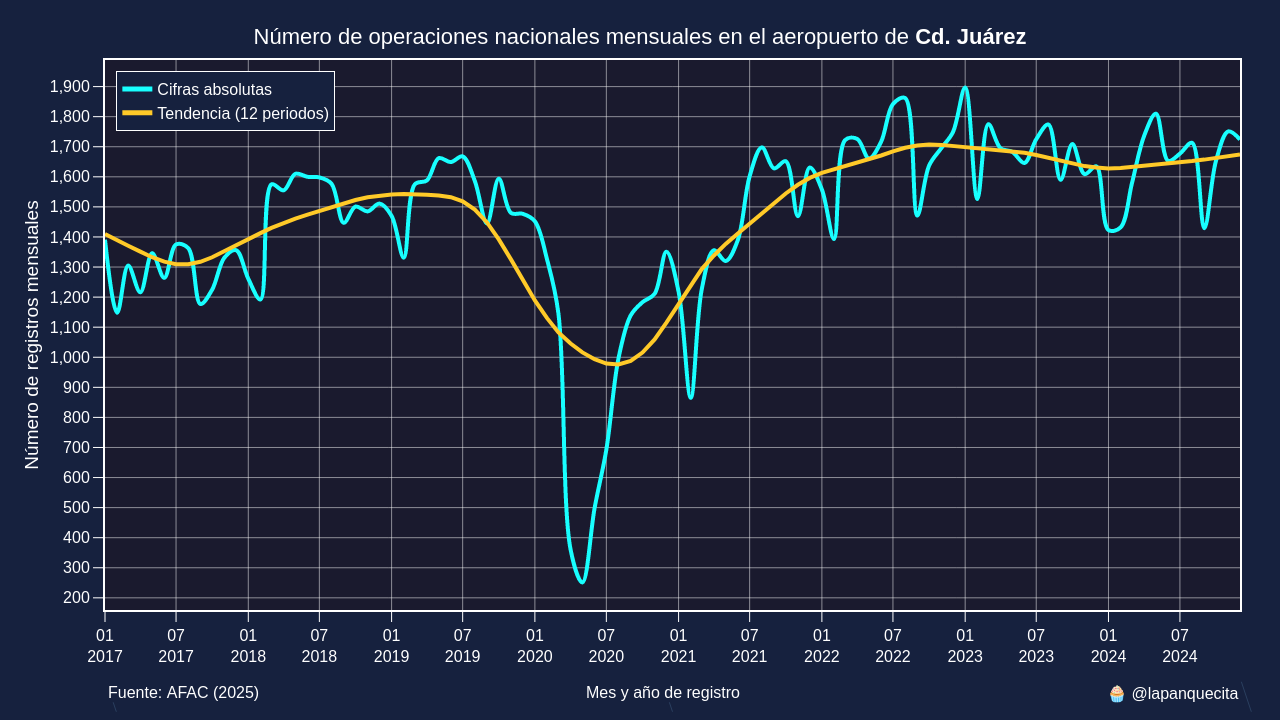 Número de operaciones nacionales mensuales en el aeropuerto de Cd. Juárez
Cifras absolutas
Tendencia (12 periodos)
Número de registros mensuales
1,900
1,800
1,700
1,600
1,500
1,400
1,300
1,200
1,100
1,000
900
800
700
600
500
400
300
200
01 07 01 07 01 07 01 07 01 07 01 07 01 07 01 07
2017 2017 2018 2018 2019 2019 2020 2020 2021 2021 2022 2022 2023 2023 2024 2024
Fuente: AFAC (2025) Mes y año de registro 🧁 @lapanquecita